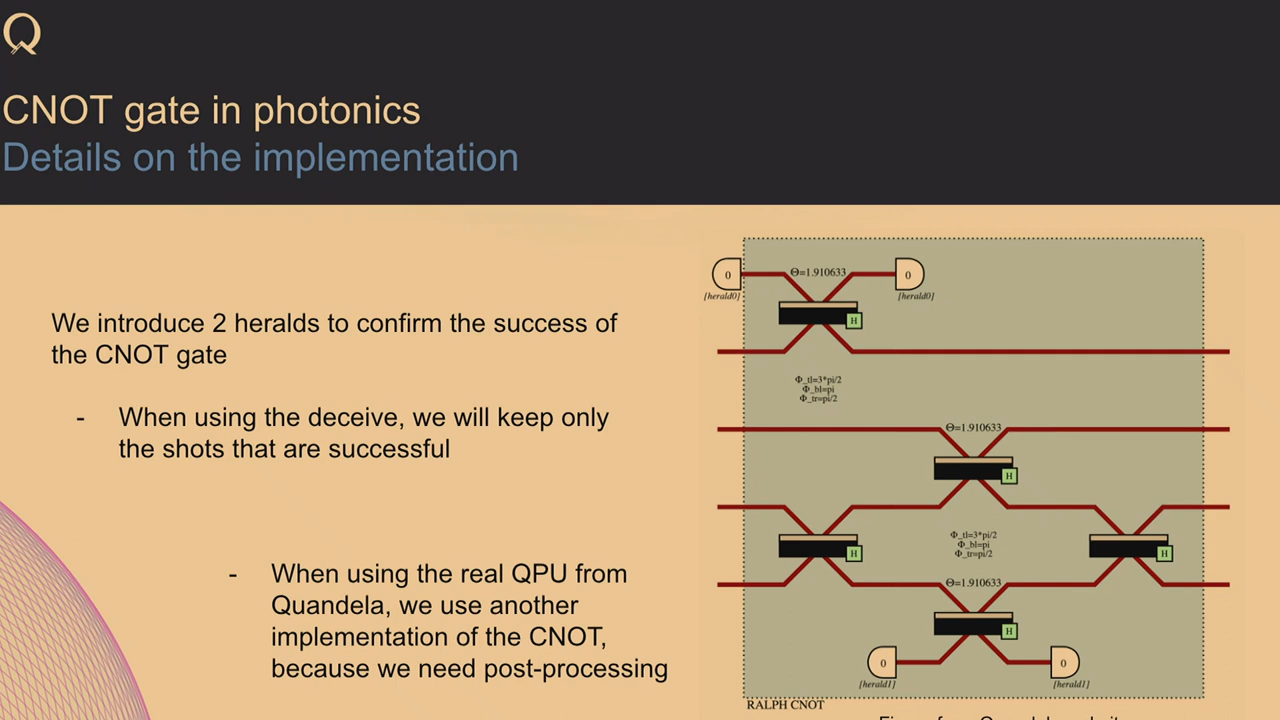 Q
CNOT gate in photonics
Details on the implementation
We introduce 2 heralds to confirm the success of
the CNOT gate
- When using the deceive, we will keep only
the shots that are successful
- When using the real QPU from
Quandela, we use another
implementation of the CNOT,
because we need post-processing
0
Θ=1.910633
0
[herald0]
[herald0]
H
Φ_tl=3*pi/2
Φ_bl=pi
Φ_tr=pi/2
Θ=1.910633
H
Φ_tl=3*pi/2
Φ_bl=pi
Φ_tr=pi/2
H
H
Θ=1.910633
H
0
0
[herald1]
[herald1]
RALPH CNOT